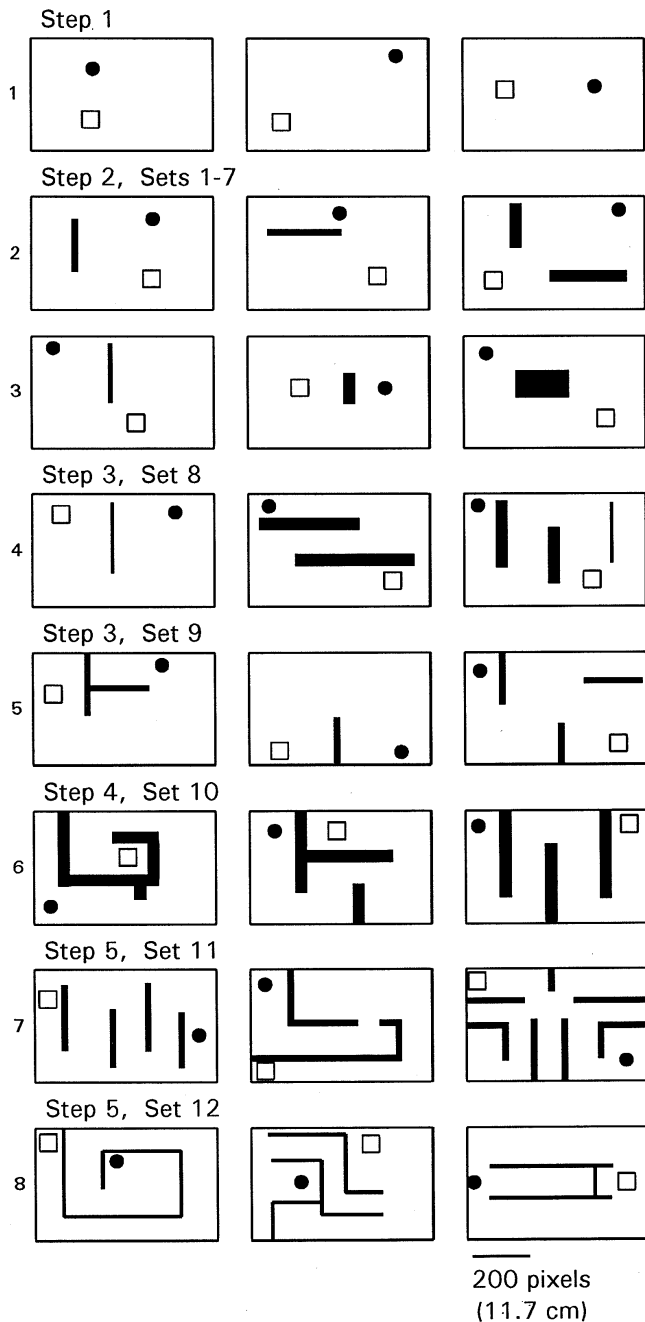 Step 1
1
Step 2, Sets 1-7
2
3
Step 3, Set 8
4
Step 3, Set 9
5
Step 4, Set 10
6
Step 5, Set 11
7
Step 5, Set 12
8
200 pixels
(11.7 cm)